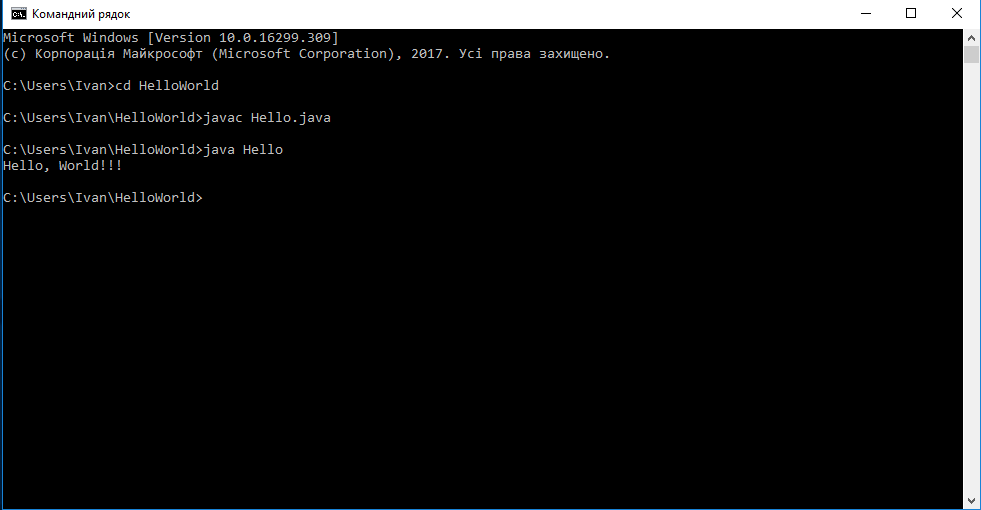 Командний рядок
Microsoft Windows [Version 10.0.16299.309]
(c) Корпорація Майкрософт (Microsoft Corporation), 2017. Усі права захищено.
C:\Users\Ivan>cd HelloWorld
C:\Users\Ivan\HelloWorld>javac Hello.java
C:\Users\Ivan\HelloWorld>java Hello
Hello, World!!!
C:\Users\Ivan\HelloWorld>